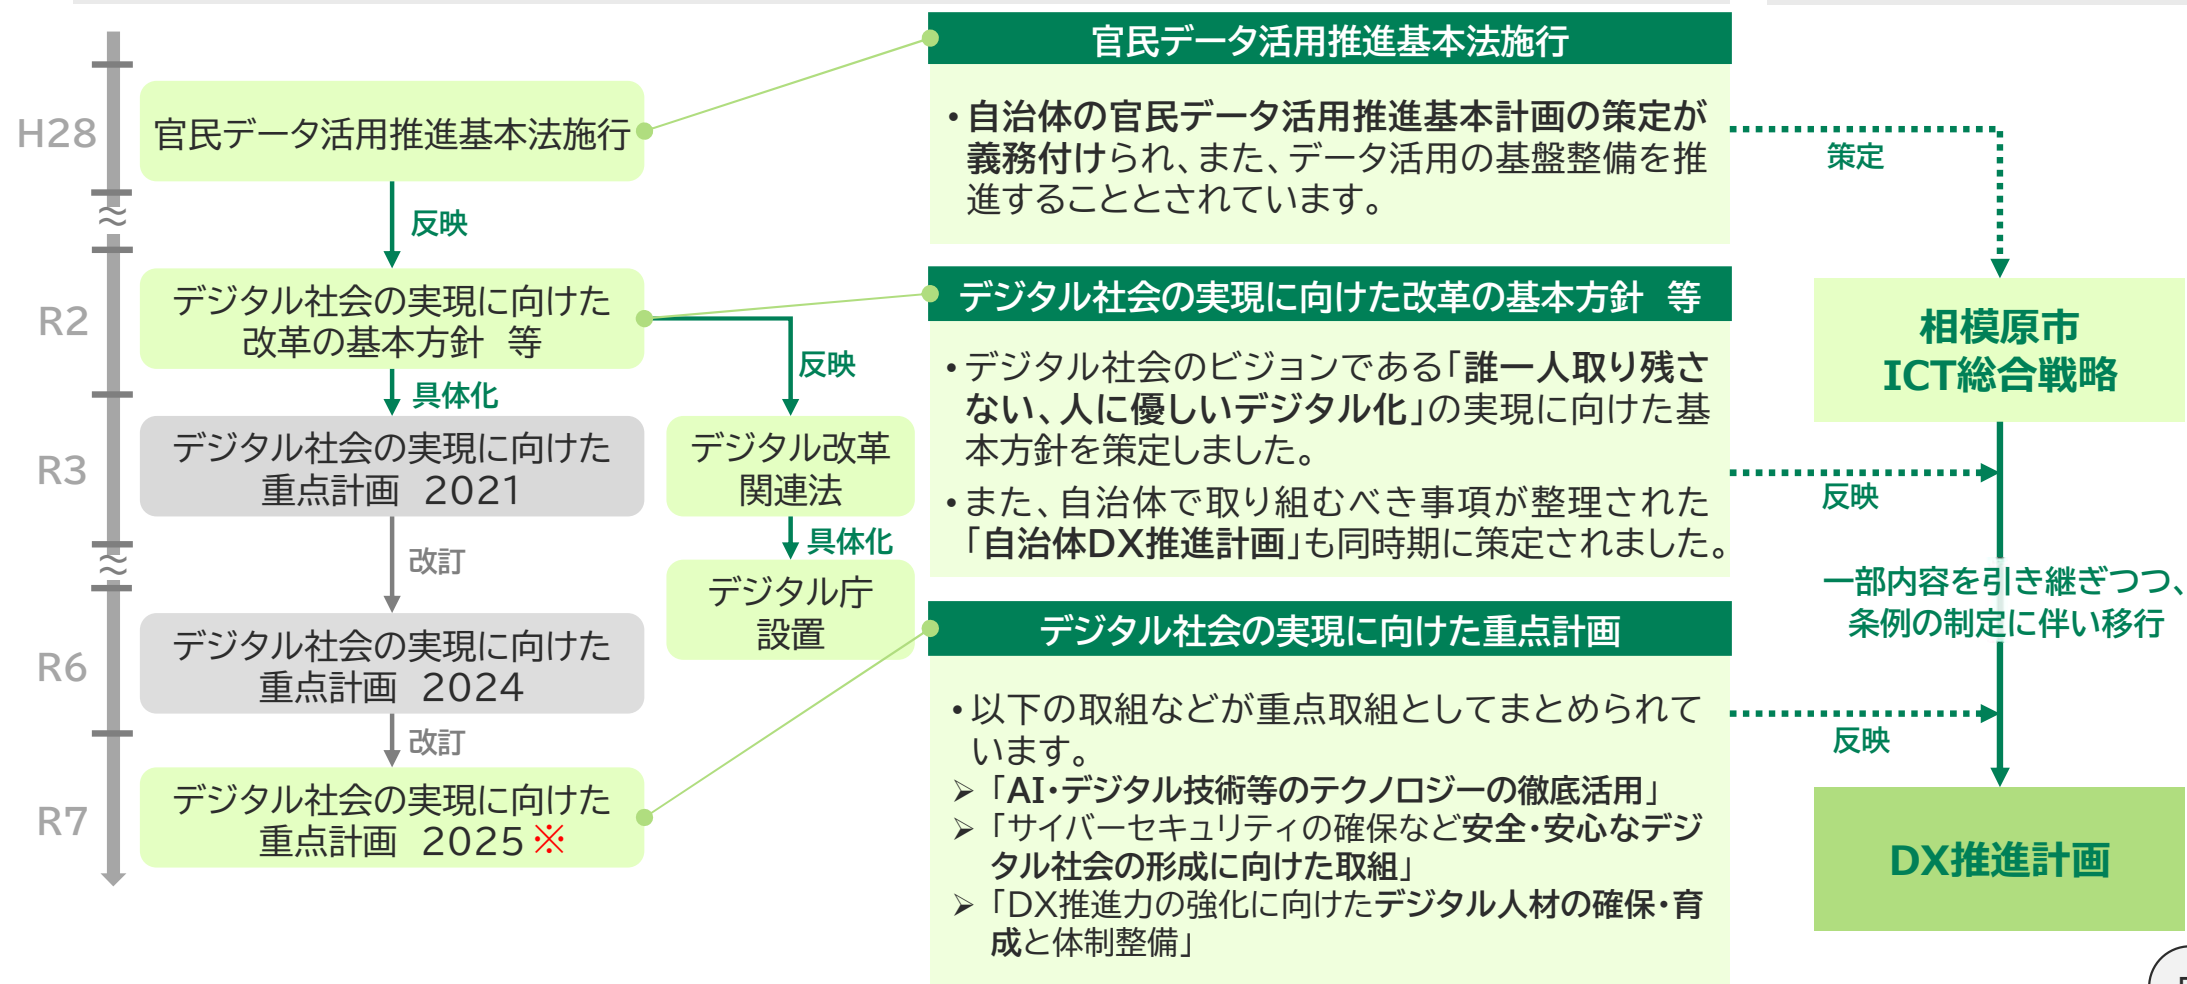 H28
官民データ活用推進基本法施行
反映
R2
デジタル社会の実現に向けた
改革の基本方針 等
具体化
反映
R3
デジタル社会の実現に向けた
重点計画 2021
デジタル改革
関連法
改訂
具体化
デジタル庁
設置
R6
デジタル社会の実現に向けた
重点計画 2024
改訂
R7
デジタル社会の実現に向けた
重点計画 2025※
官民データ活用推進基本法施行
・自治体の官民データ活用推進基本計画の策定が
義務付けられ、また、データ活用の基盤整備を推
進することとされています。
デジタル社会の実現に向けた改革の基本方針 等
・デジタル社会のビジョンである「誰一人取り残さ
ない、人に優しいデジタル化」の実現に向けた基
本方針を策定しました。
・また、自治体で取り組むべき事項が整理された
「自治体DX推進計画」も同時期に策定されました。
デジタル社会の実現に向けた重点計画
・以下の取組などが重点取組としてまとめられて
います。
➢「AI・デジタル技術等のテクノロジーの徹底活用」
➢「サイバーセキュリティの確保など安全・安心なデジ
タル社会の形成に向けた取組」
➢「DX推進力の強化に向けたデジタル人材の確保・育
成と体制整備」
策定
相模原市
ICT総合戦略
反映
一部内容を引き継ぎつつ、
条例の制定に伴い移行
反映
DX推進計画